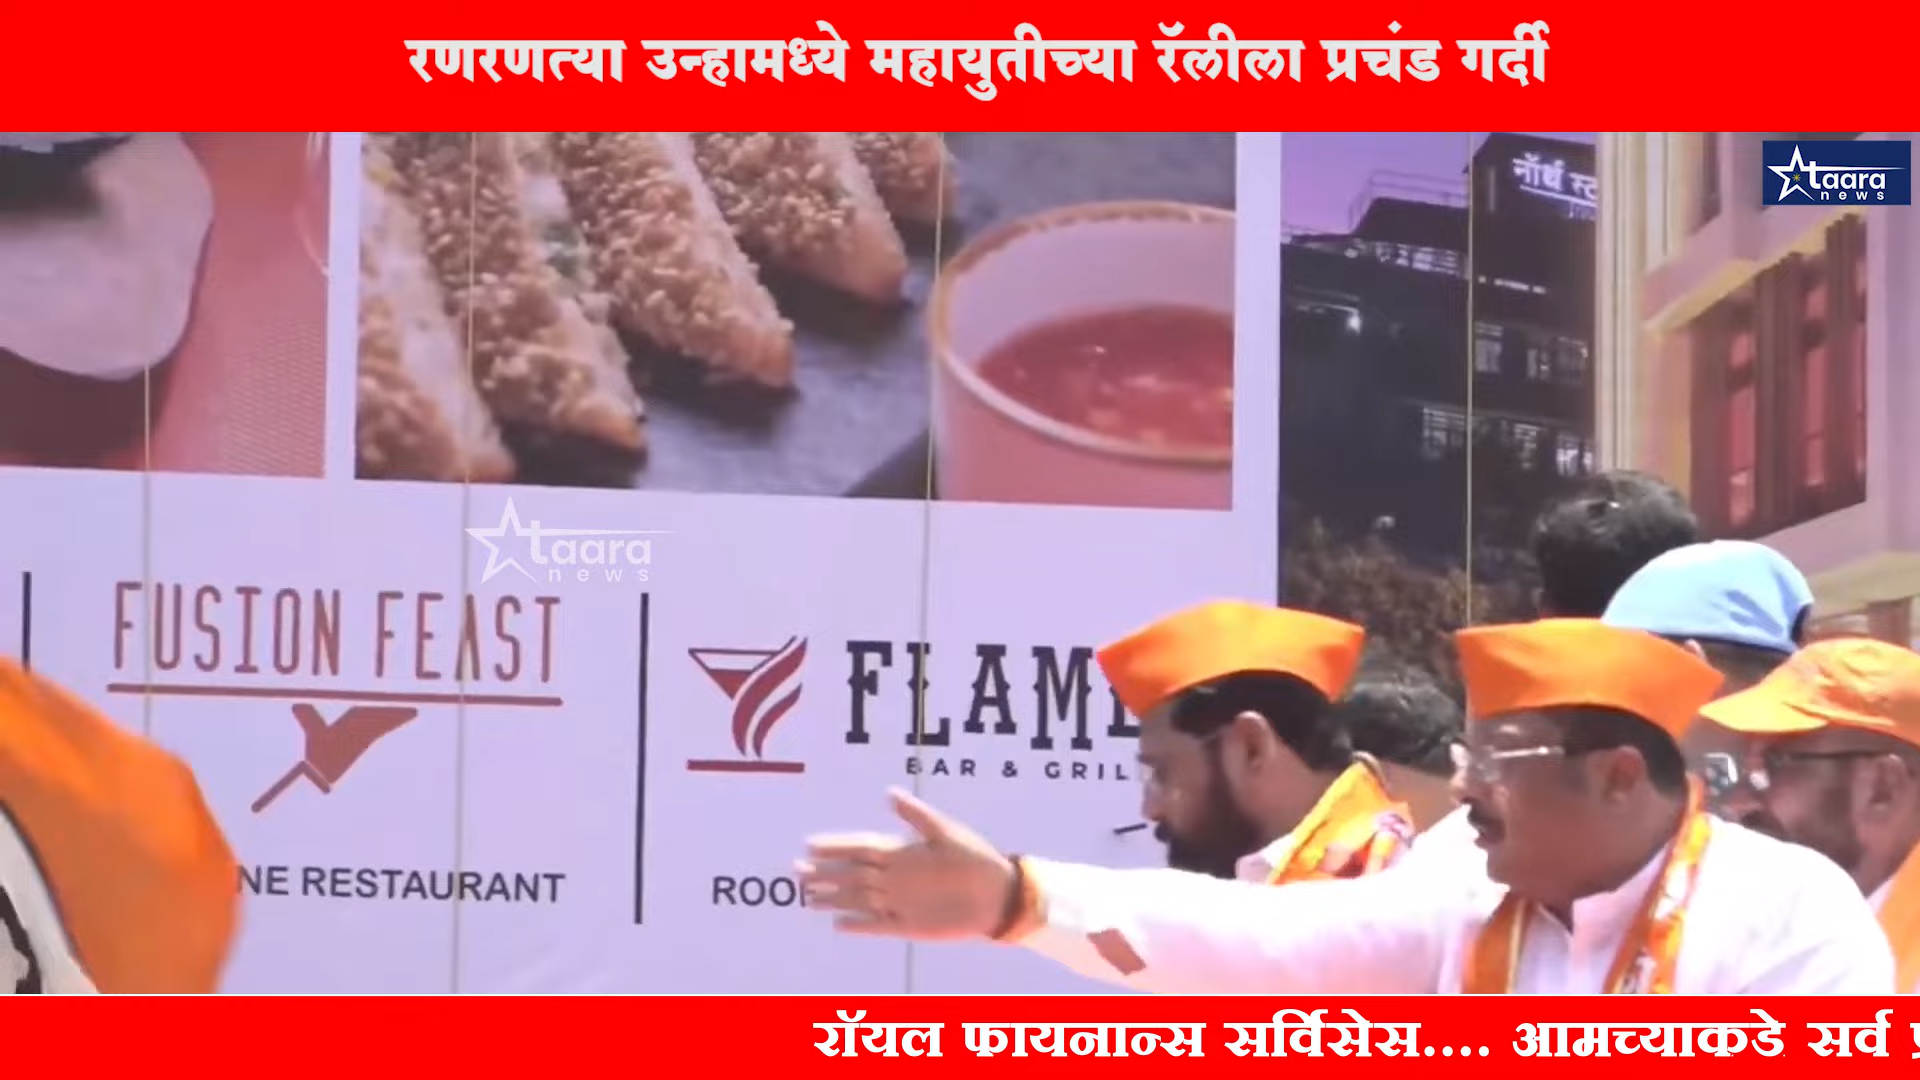 रणरणत्या उन्हामध्ये महायुतीच्या रॅलीला प्रचंड गर्दी
taara
news
नॉर्थ
taara
news
FUSION FEAST
FLAM
BAR & GRIL
NE RESTAURANT
ROO
रॉयल फायनान्स सर्विसेस.... आमच्याकडे सर्व